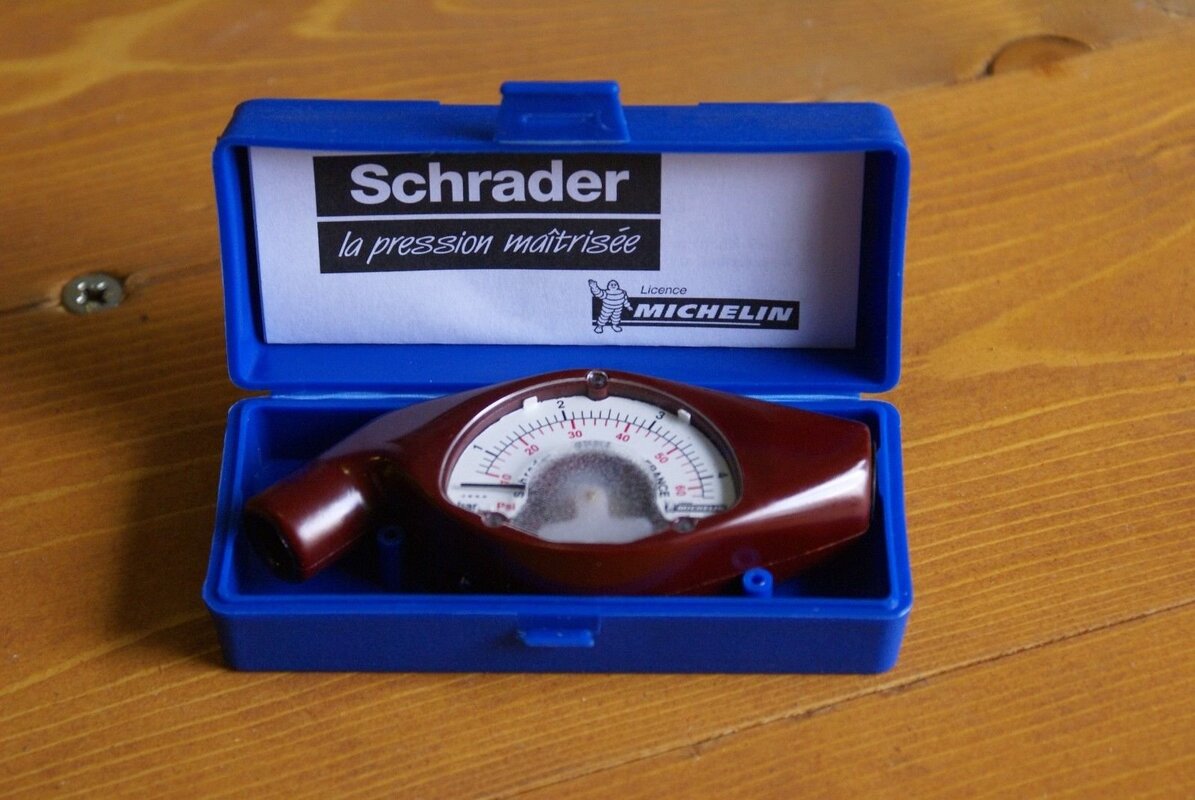 Schrader
la pression maîtrisée
Licence
MICHELIN
1 2 3 4
10 20 30 40 50 60
bar Psi
FRANCE
MICHELIN